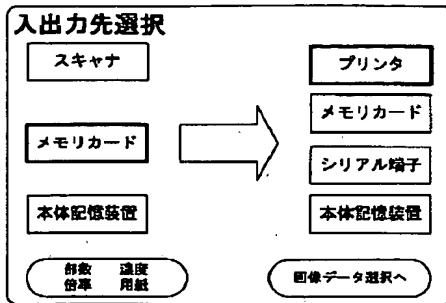 入出力先選択
スキャナ
メモリカード
本体記憶装置
プリンタ
メモリカード
シリアル端子
本体記憶装置
部数 濃度
倍率 用紙
画像データ選択へ